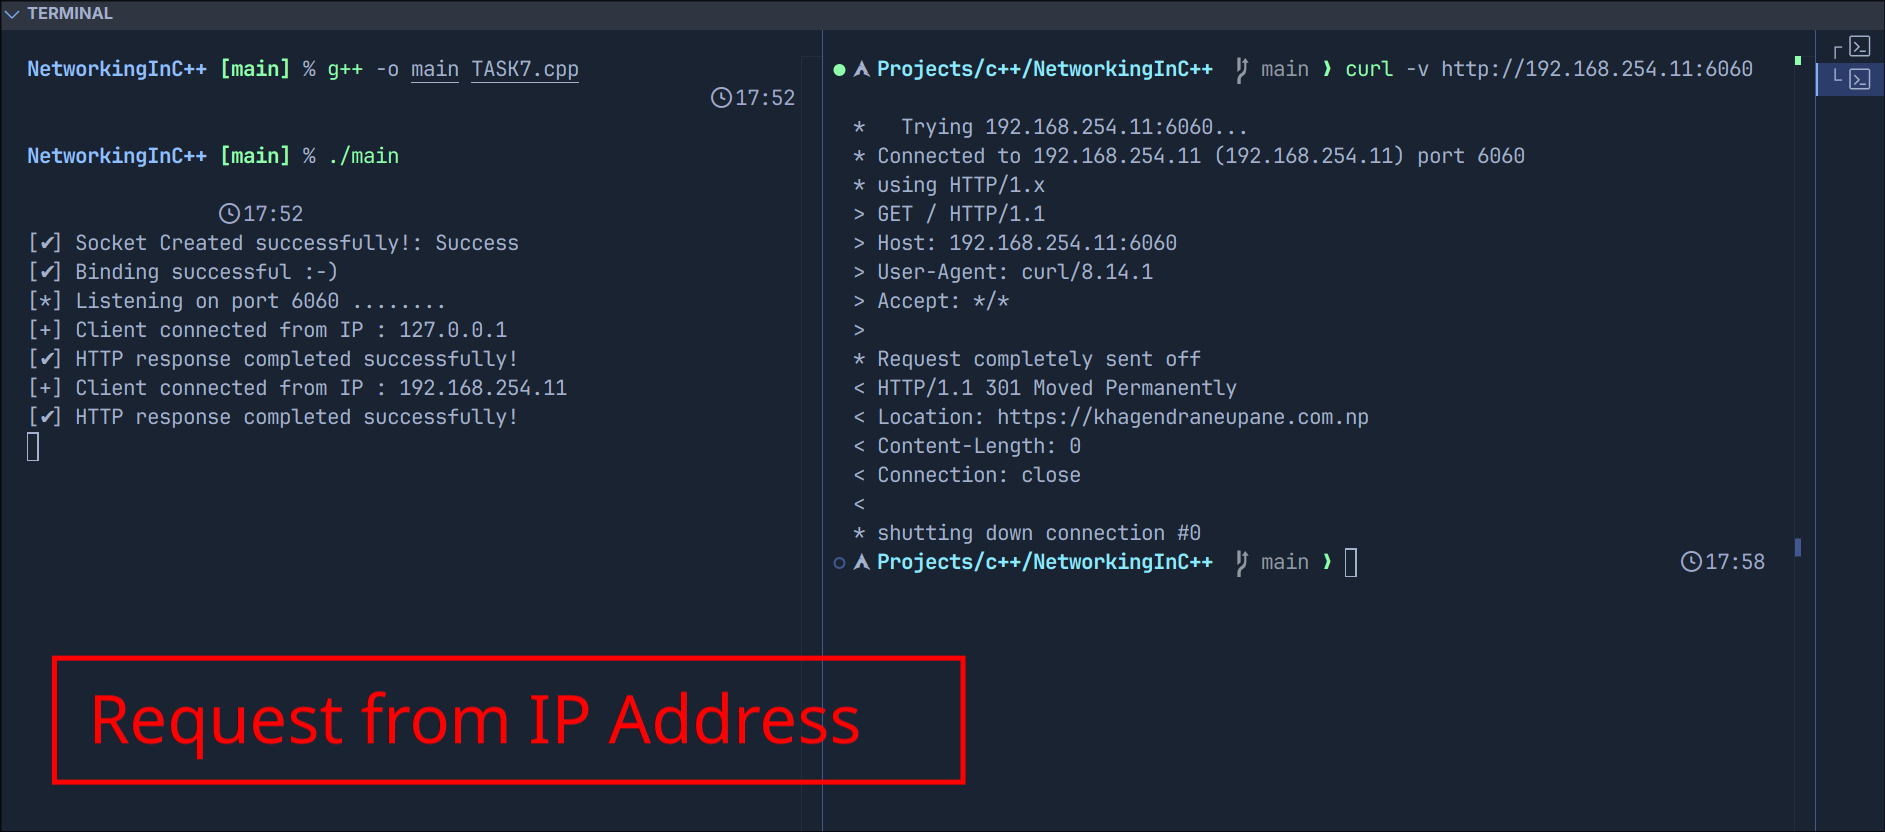 TERMINAL
NetworkingInC++ [main] % g++ -o main TASK7.cpp
17:52
NetworkingInC++ [main] % ./main
17:52
[✔] Socket Created successfully!: Success
[✔] Binding successful :-)
[*] Listening on port 6060 ........
[+] Client connected from IP : 127.0.0.1
[✔] HTTP response completed successfully!
[+] Client connected from IP : 192.168.254.11
[✔] HTTP response completed successfully!
Projects/c++/NetworkingInC++ main ❯ curl -v http://192.168.254.11:6060
*   Trying 192.168.254.11:6060...
* Connected to 192.168.254.11 (192.168.254.11) port 6060
* using HTTP/1.x
> GET / HTTP/1.1
> Host: 192.168.254.11:6060
> User-Agent: curl/8.14.1
> Accept: */*
>
* Request completely sent off
< HTTP/1.1 301 Moved Permanently
< Location: https://khagendraneupane.com.np
< Content-Length: 0
< Connection: close
<
* shutting down connection #0
Projects/c++/NetworkingInC++ main ❯ 17:58
Request from IP Address